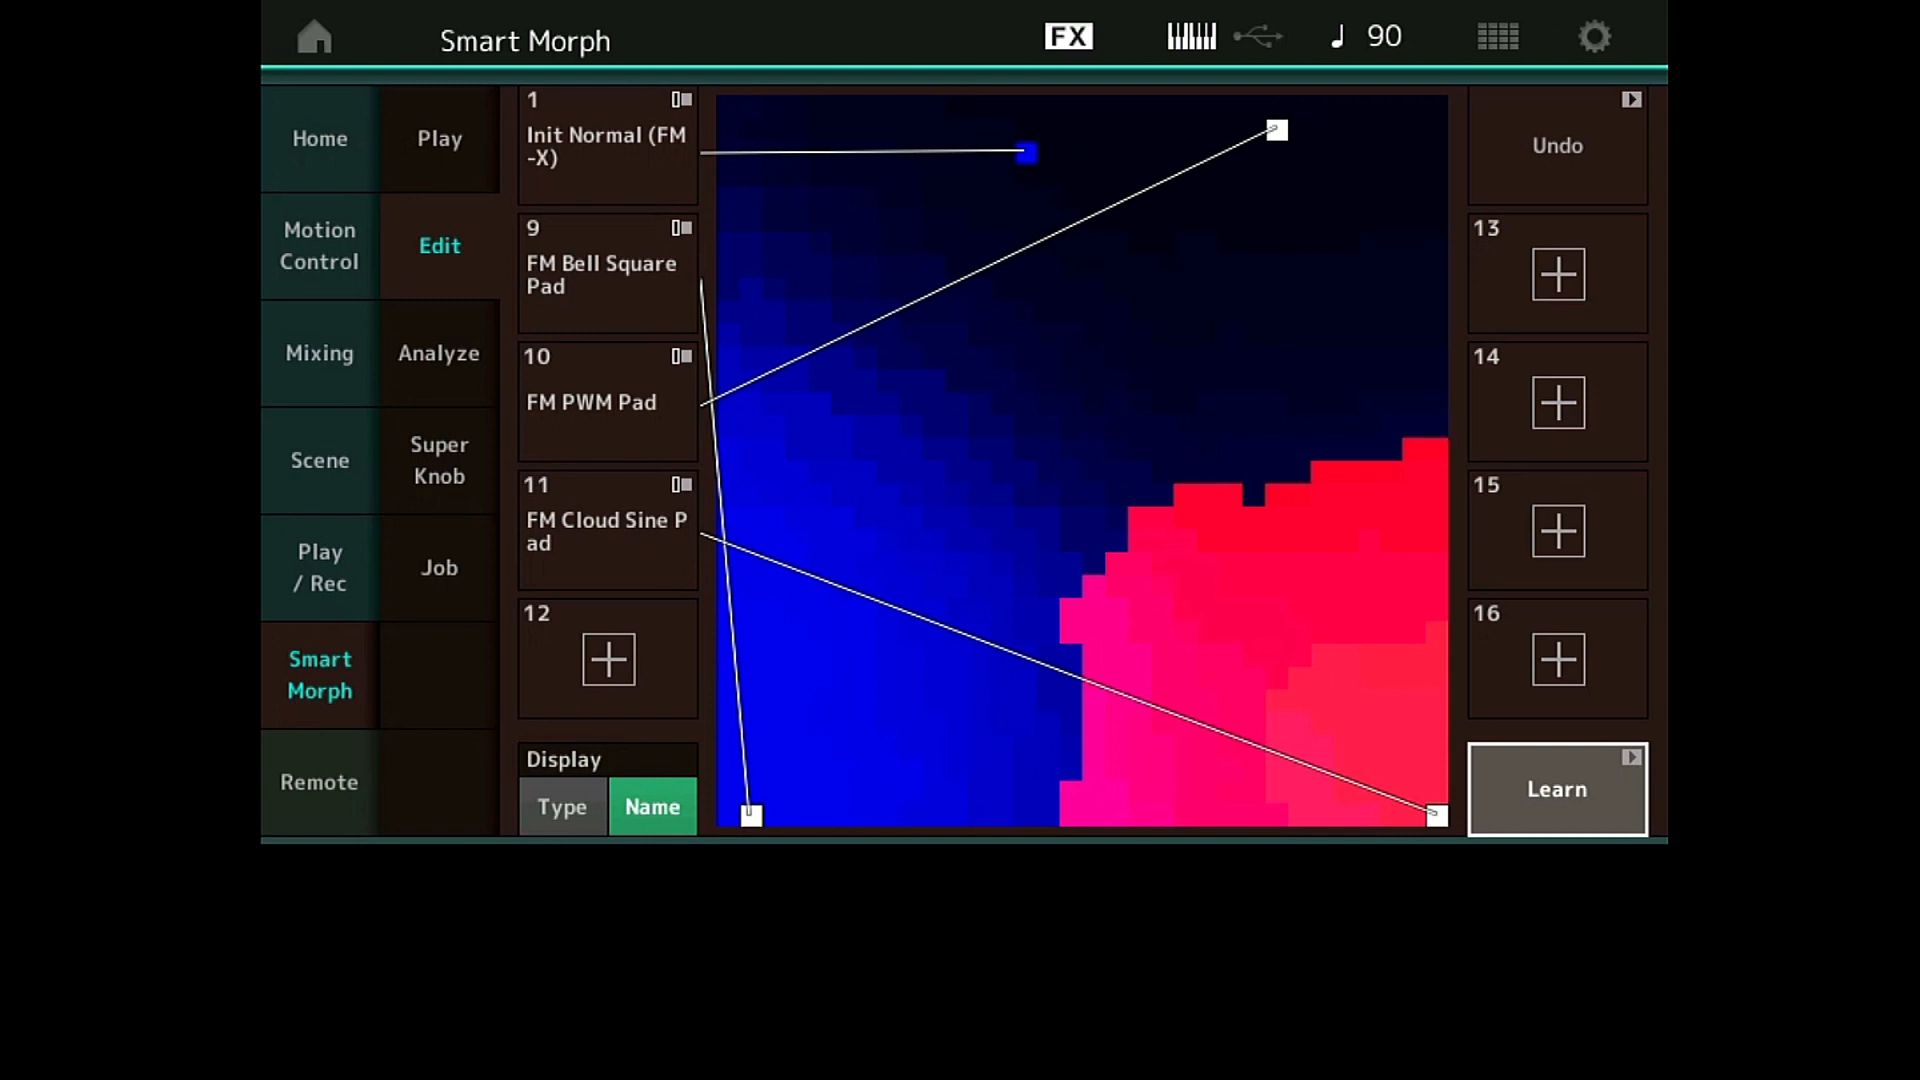 Smart Morph
FX
♩ 90
Home
Play
Motion
Control
Edit
Mixing
Analyze
Scene
Super
Knob
Play
/ Rec
Job
Smart
Morph
Remote
1
Init Normal (FM
-X)
9
FM Bell Square
Pad
10
FM PWM Pad
11
FM Cloud Sine P
ad
12
Display
Type
Name
Undo
13
14
15
16
Learn